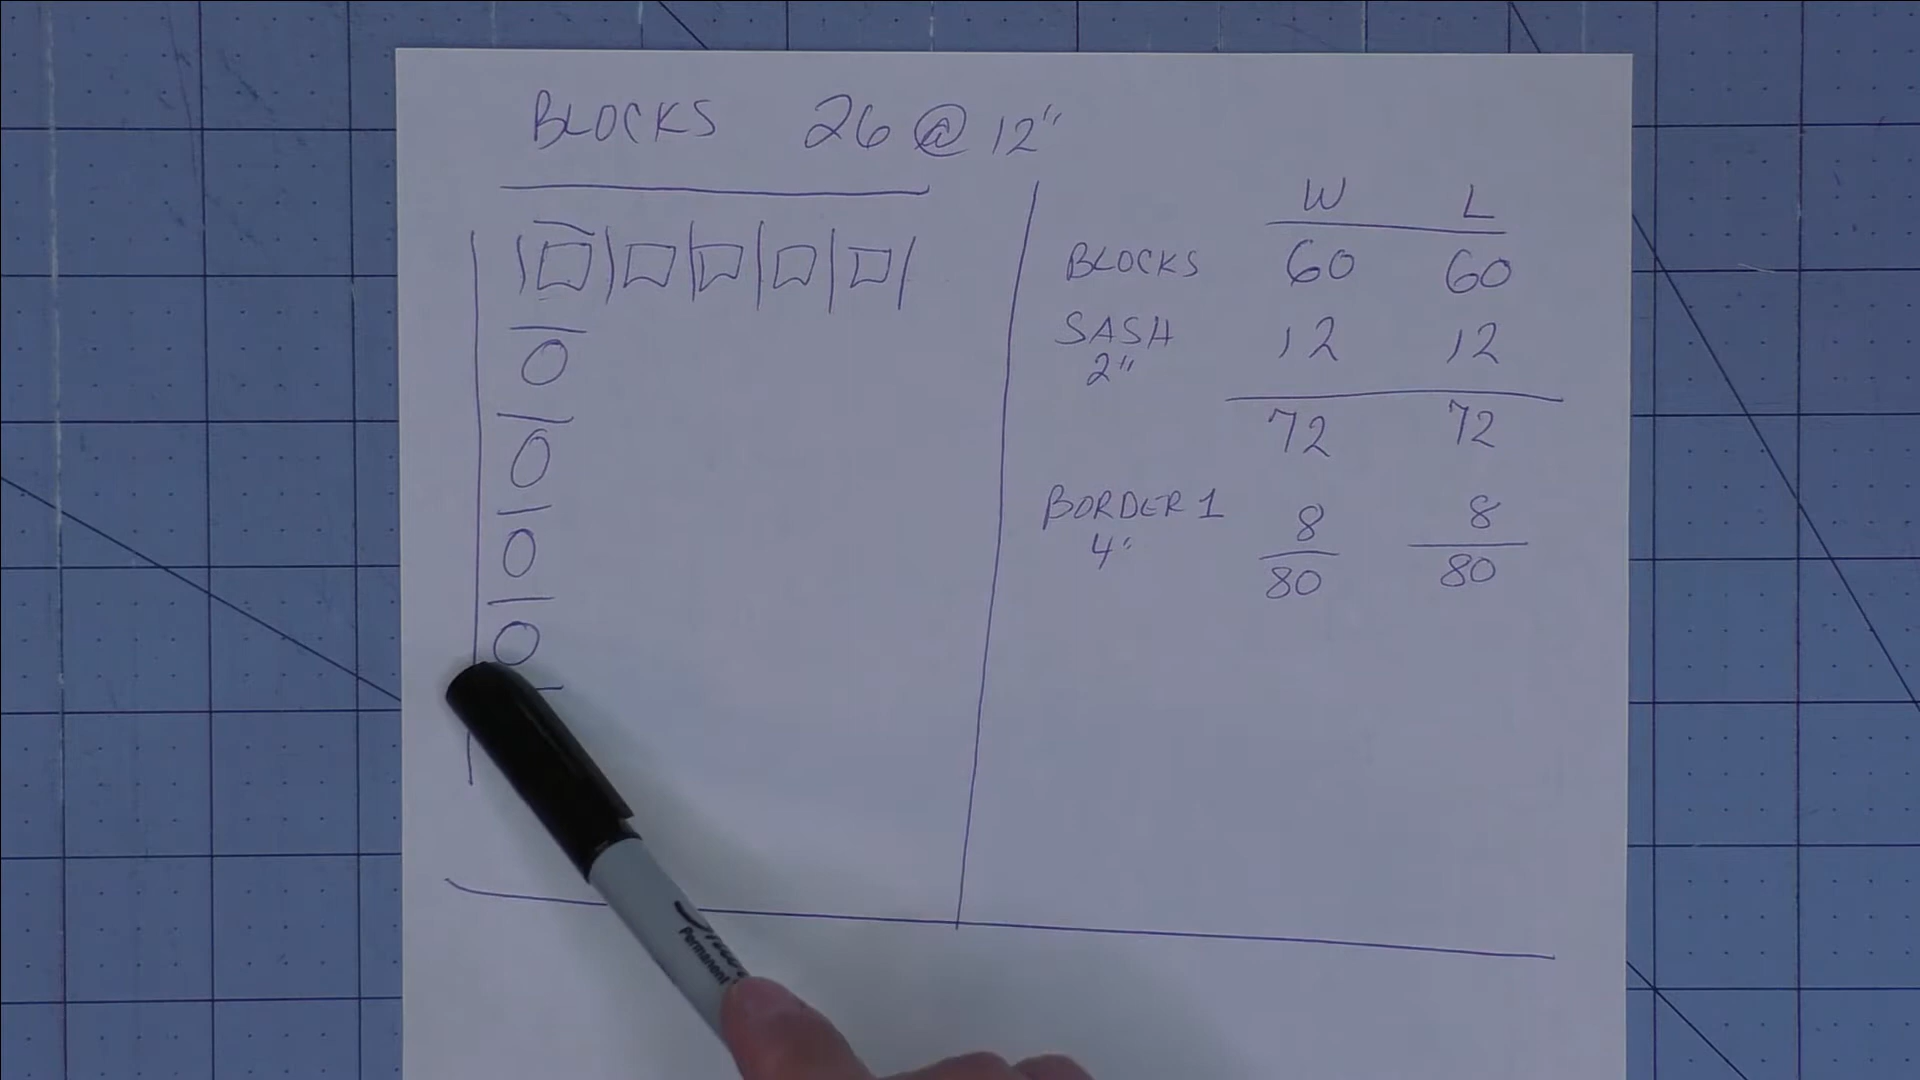 BLOCKS 26 @ 12"
W L
BLOCKS 60 60
SASH 12 12
2"
72 72
BORDER 1 8 8
4"
80 80
Permanent